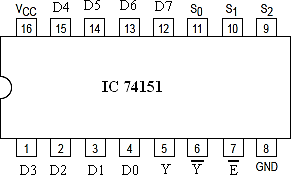 VCC D4 D5 D6 D7 S0 S1 S2
16 15 14 13 12 11 10 9
IC 74151
1 2 3 4 5 6 7 8
D3 D2 D1 D0 Y Y̅ E̅ GND